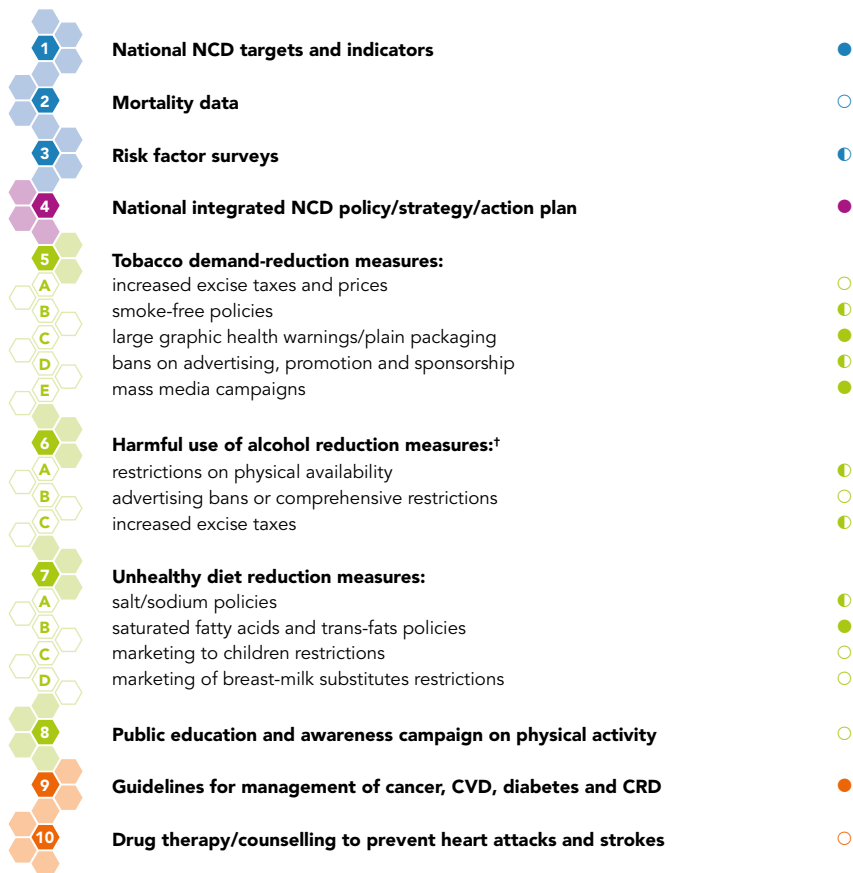 1 National NCD targets and indicators
2 Mortality data
3 Risk factor surveys
4 National integrated NCD policy/strategy/action plan
5 Tobacco demand-reduction measures:
A increased excise taxes and prices
B smoke-free policies
C large graphic health warnings/plain packaging
D bans on advertising, promotion and sponsorship
E mass media campaigns
6 Harmful use of alcohol reduction measures:†
A restrictions on physical availability
B advertising bans or comprehensive restrictions
C increased excise taxes
7 Unhealthy diet reduction measures:
A salt/sodium policies
B saturated fatty acids and trans-fats policies
C marketing to children restrictions
D marketing of breast-milk substitutes restrictions
8 Public education and awareness campaign on physical activity
9 Guidelines for management of cancer, CVD, diabetes and CRD
10 Drug therapy/counselling to prevent heart attacks and strokes